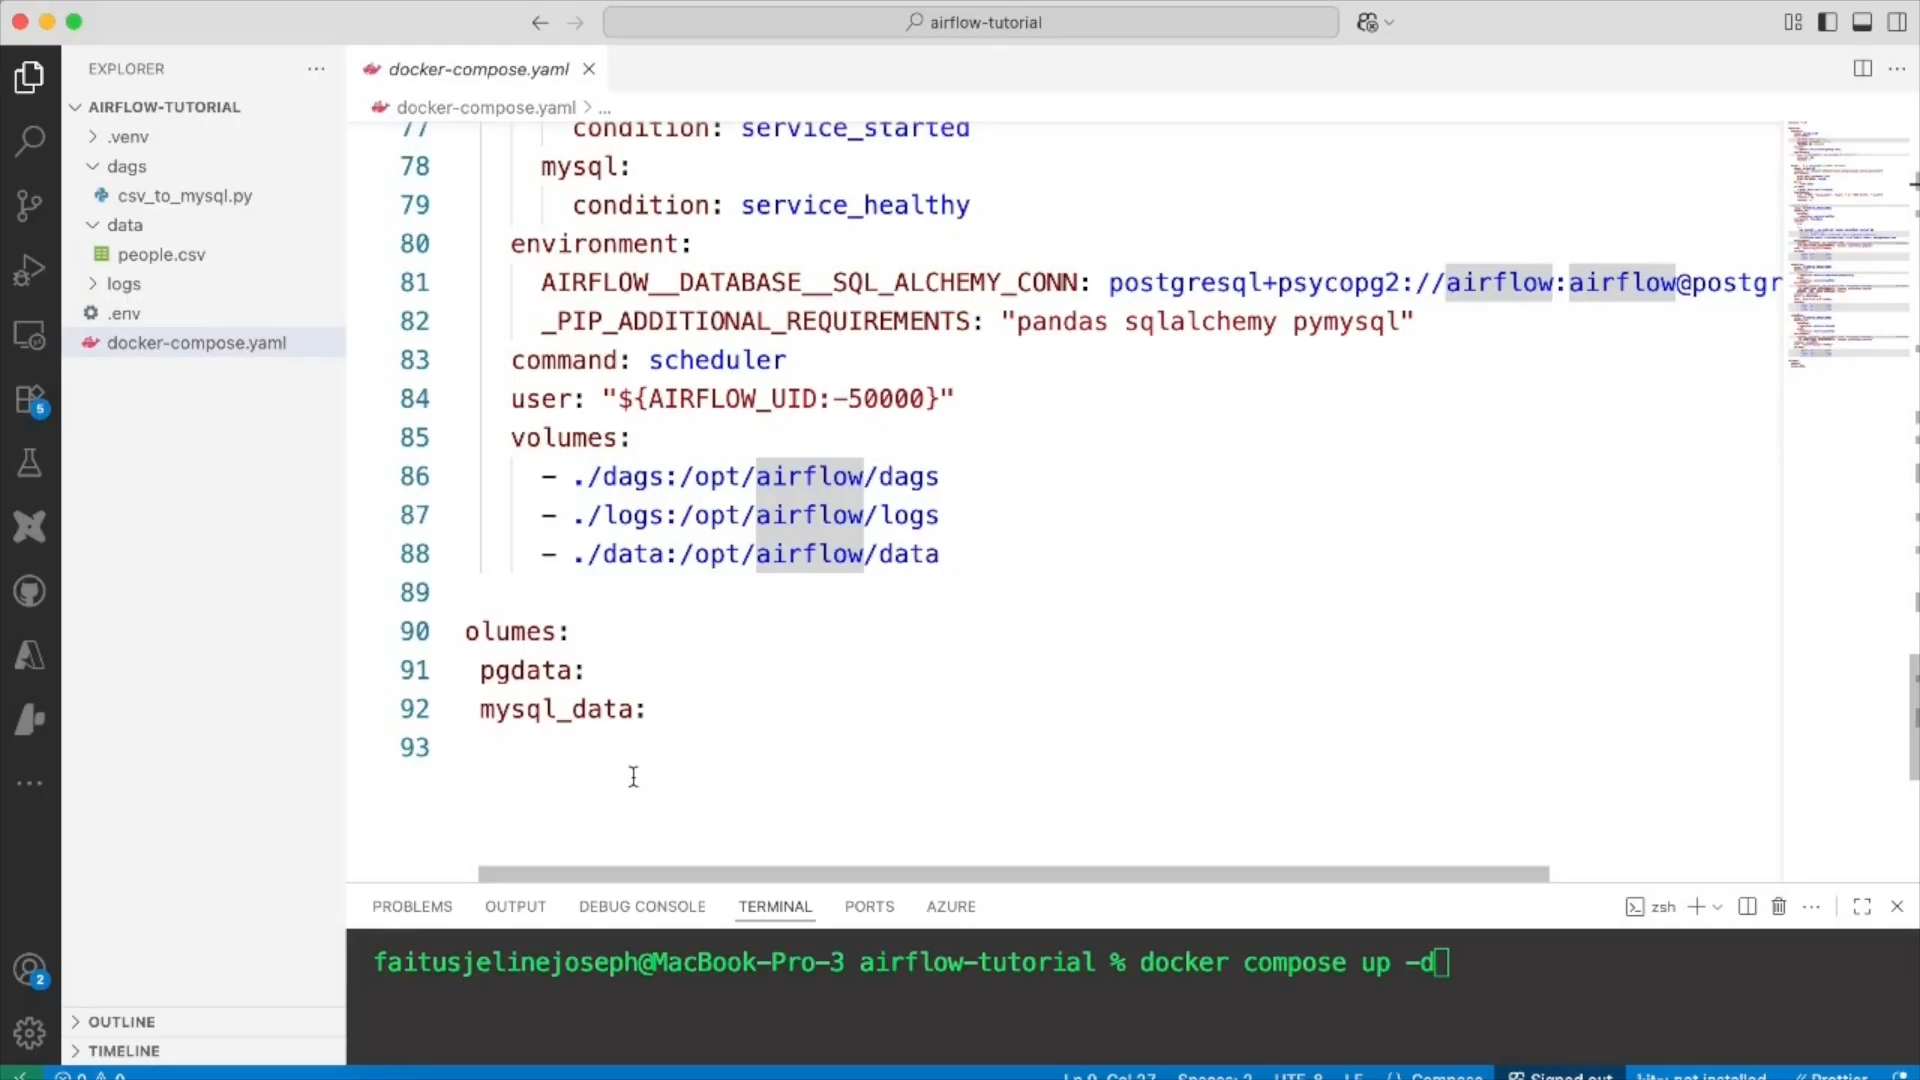 airflow-tutorial
EXPLORER
AIRFLOW-TUTORIAL
.venv
dags
csv_to_mysql.py
data
people.csv
logs
.env
docker-compose.yaml
5
2
OUTLINE
TIMELINE
docker-compose.yaml
docker-compose.yaml > ...
77 condition: service_started
78 mysql:
79 condition: service_healthy
80 environment:
81 AIRFLOW__DATABASE__SQL_ALCHEMY_CONN: postgresql+psycopg2://airflow:airflow@postgr
82 _PIP_ADDITIONAL_REQUIREMENTS: "pandas sqlalchemy pymysql"
83 command: scheduler
84 user: "${AIRFLOW_UID:-50000}"
85 volumes:
86 - ./dags:/opt/airflow/dags
87 - ./logs:/opt/airflow/logs
88 - ./data:/opt/airflow/data
89
90 olumes:
91 pgdata:
92 mysql_data:
93
PROBLEMS OUTPUT DEBUG CONSOLE TERMINAL PORTS AZURE
zsh
faitusjelinejoseph@MacBook-Pro-3 airflow-tutorial % docker compose up -d